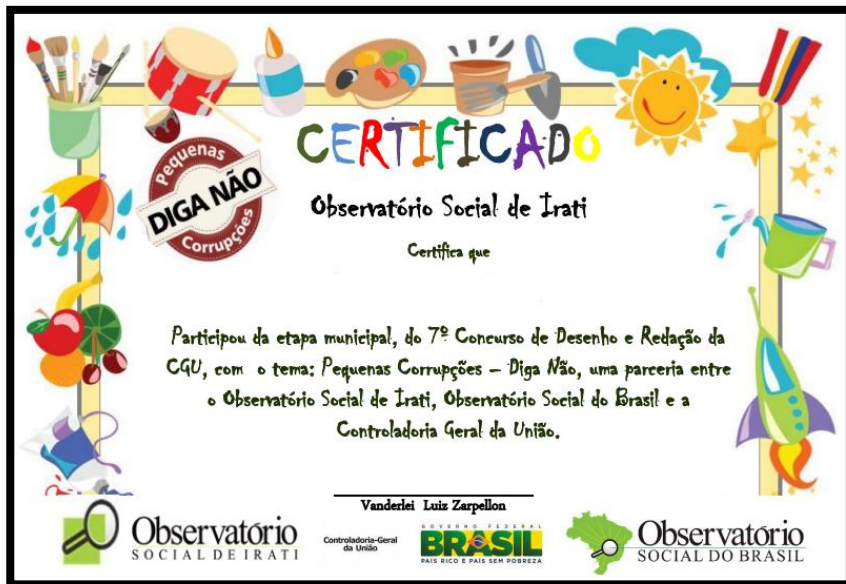 CERTIFICADO
Pequenas
DIGA NÃO
Corrupções
Observatório Social de Irati
Certifica que
Participou da etapa municipal, do 7º Concurso de Desenho e Redação da
CGU, com o tema: Pequenas Corrupções – Diga Não, uma parceria entre
o Observatório Social de Irati, Observatório Social do Brasil e a
Controladoria Geral da União.
Vanderlei Luiz Zarpellon
Observatório
SOCIAL DE IRATI
Controladoria-Geral
da União
GOVERNO FEDERAL
BRASIL
PAÍS RICO É PAÍS SEM POBREZA
Observatório
SOCIAL DO BRASIL